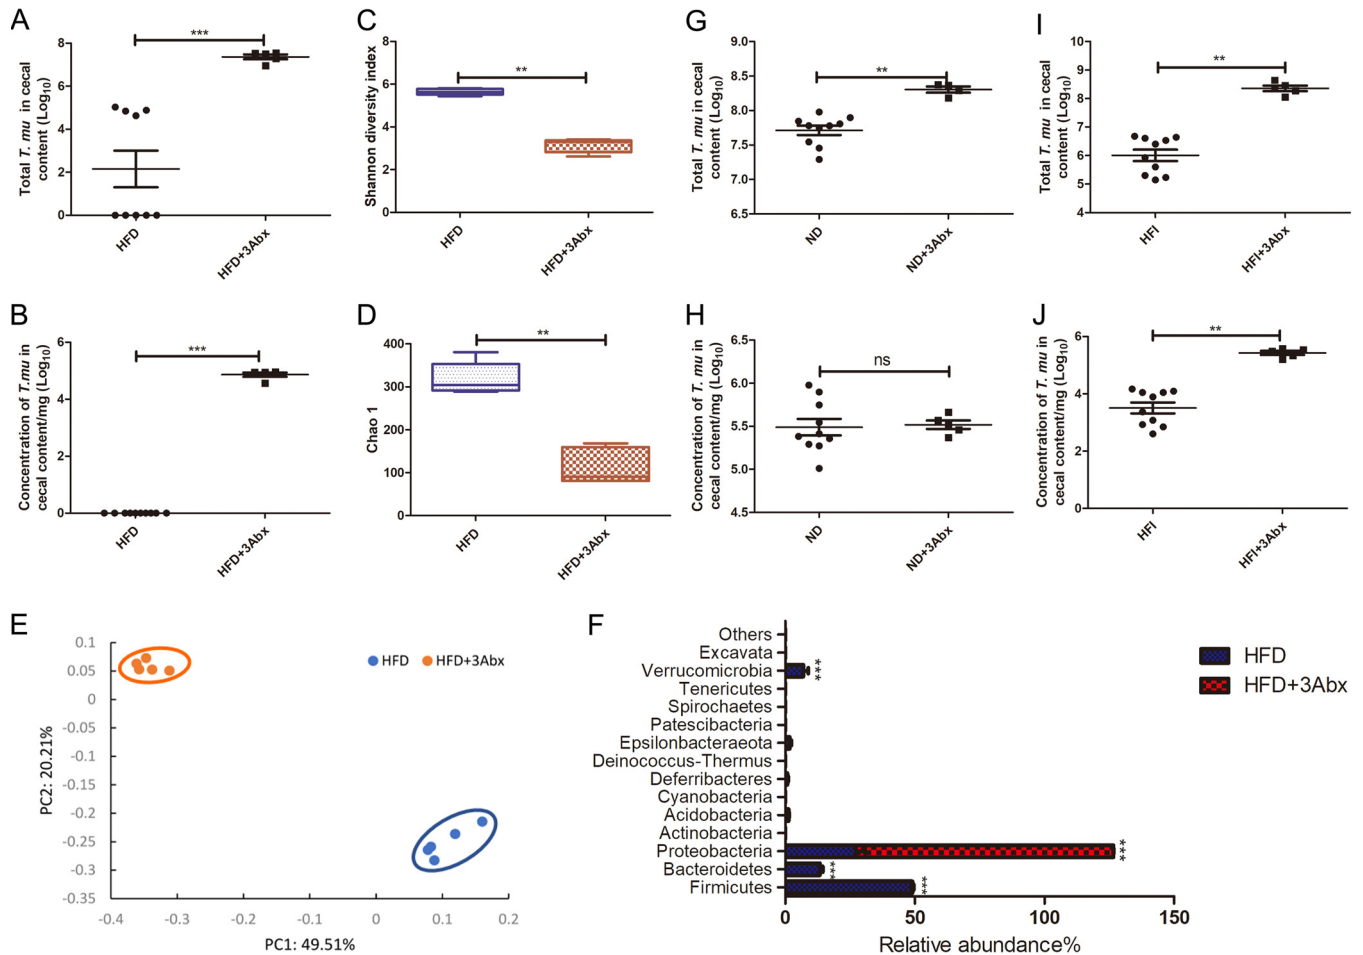 A
Total T. mu in cecal
content (Log10)
8
6
4
2
0
***
HFD
HFD+3Abx
C
Shannon diversity index
8
6
4
2
0
**
HFD
HFD+3Abx
G
Total T. mu in cecal
content (Log10)
9.0
8.5
8.0
7.5
7.0
6.5
**
ND
ND+3Abx
I
Total T. mu in cecal
content (Log10)
10
9
8
7
6
5
4
**
HFI
HFI+3Abx
B
Concentration of T.mu in
cecal content/mg (Log10)
6
4
2
0
***
HFD
HFD+3Abx
D
Chao 1
400
300
200
100
0
**
HFD
HFD+3Abx
H
Concentration of T. mu in
cecal content/mg (Log10)
6.5
6.0
5.5
5.0
4.5
ns
ND
ND+3Abx
J
Concentration of T. mu in
cecal content/mg (Log10)
6
4
2
0
**
HFI
HFI+3Abx
E
PC2: 20.21%
0.1
0.05
0
-0.05
-0.1
-0.15
-0.2
-0.25
-0.3
-0.35
HFD
HFD+3Abx
-0.4
-0.3
-0.2
-0.1
0
0.1
0.2
PC1: 49.51%
F
Others
Excavata
Verrucomicrobia
***
Tenericutes
Spirochaetes
Patescibacteria
Epsilonbacteraeota
Deinococcus-Thermus
Deferribacteres
Cyanobacteria
Acidobacteria
Actinobacteria
Proteobacteria
***
Bacteroidetes
***
Firmicutes
***
HFD
HFD+3Abx
0
50
100
150
Relative abundance%